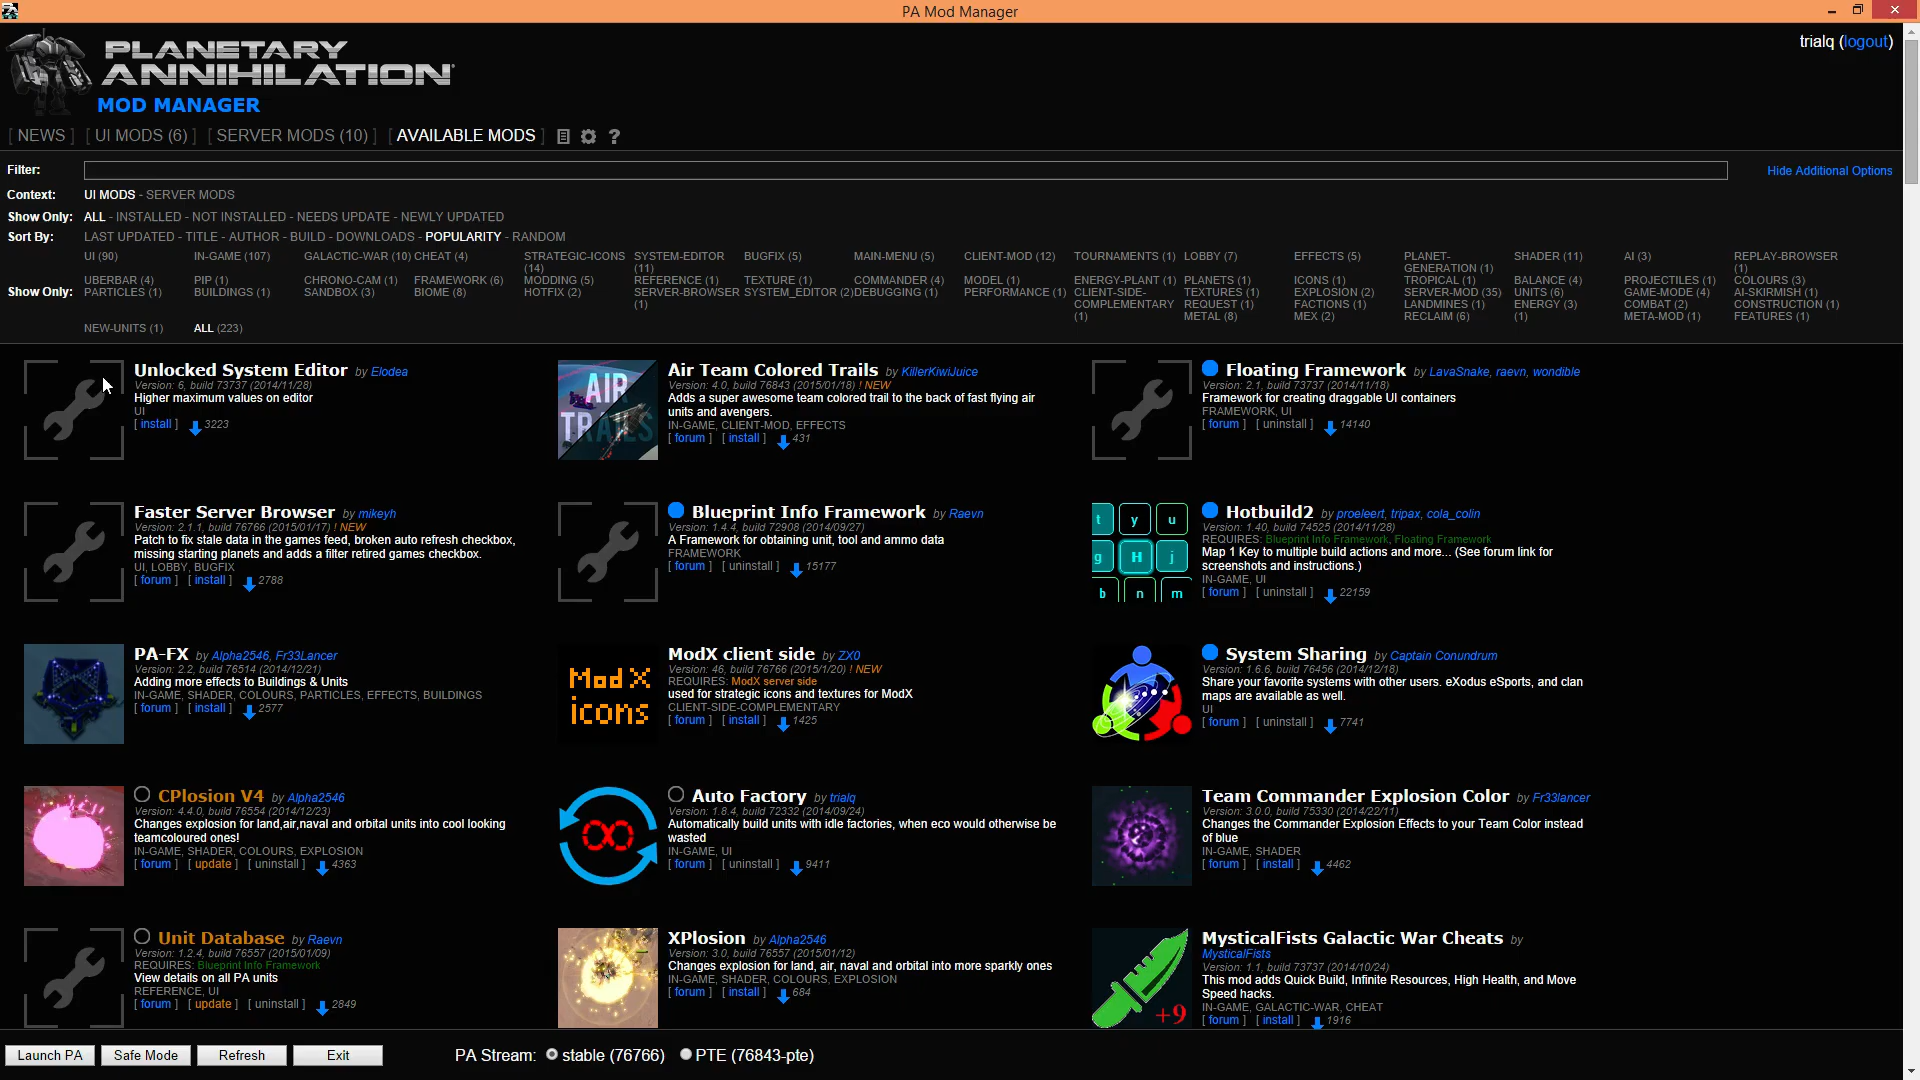 PA Mod Manager
trialq (logout)
PLANETARY
ANNIHILATION
MOD MANAGER
[ NEWS ] [ UI MODS (6) ] [ SERVER MODS (10) ] [ AVAILABLE MODS ] ?
Filter: Hide Additional Options
Context: UI MODS - SERVER MODS
Show Only: ALL - INSTALLED - NOT INSTALLED - NEEDS UPDATE - NEWLY UPDATED
Sort By: LAST UPDATED - TITLE - AUTHOR - BUILD - DOWNLOADS - POPULARITY - RANDOM
UI (90) IN-GAME (107) GALACTIC-WAR (10) CHEAT (4) STRATEGIC-ICONS (14) SYSTEM-EDITOR (11) BUGFIX (5) MAIN-MENU (5) CLIENT-MOD (12) TOURNAMENTS (1) LOBBY (7) EFFECTS (5) PLANET-GENERATION (1) SHADER (11) AI (3) REPLAY-BROWSER (1)
UBERBAR (4) PIP (1) CHRONO-CAM (1) FRAMEWORK (6) MODDING (5) REFERENCE (1) TEXTURE (1) COMMANDER (4) MODEL (1) ENERGY-PLANT (1) PLANETS (1) ICONS (1) TROPICAL (1) BALANCE (4) PROJECTILES (1) COLOURS (3)
Show Only: PARTICLES (1) BUILDINGS (1) SANDBOX (3) BIOME (8) HOTFIX (2) SERVER-BROWSER (1) SYSTEM_EDITOR (2) DEBUGGING (1) PERFORMANCE (1) CLIENT-SIDE-COMPLEMENTARY (1) TEXTURES (1) EXPLOSION (2) SERVER-MOD (35) UNITS (6) GAME-MODE (4) AI-SKIRMISH (1)
REQUEST (1) FACTIONS (1) LANDMINES (1) ENERGY (3) COMBAT (2) CONSTRUCTION (1)
METAL (8) MEX (2) RECLAIM (6) (1) META-MOD (1) FEATURES (1)
NEW-UNITS (1) ALL (223)
Unlocked System Editor by Elodea
Version: 6, build 73737 (2014/11/28)
Higher maximum values on editor
UI
[ install ] 3223
AIR
TRAILS
Air Team Colored Trails by KillerKiwiJuice
Version: 4.0, build 76843 (2015/01/18) ! NEW
Adds a super awesome team colored trail to the back of fast flying air
units and avengers.
IN-GAME, CLIENT-MOD, EFFECTS
[ forum ] [ install ] 431
Floating Framework by LavaSnake, raevn, wondible
Version: 2.1, build 73737 (2014/11/18)
Framework for creating draggable UI containers
FRAMEWORK, UI
[ forum ] [ uninstall ] 14140
Faster Server Browser by mikeyh
Version: 2.1.1, build 76766 (2015/01/17) ! NEW
Patch to fix stale data in the games feed, broken auto refresh checkbox,
missing starting planets and adds a filter retired games checkbox.
UI, LOBBY, BUGFIX
[ forum ] [ install ] 2788
Blueprint Info Framework by Raevn
Version: 1.4.4, build 72908 (2014/09/27)
A Framework for obtaining unit, tool and ammo data
FRAMEWORK
[ forum ] [ uninstall ] 15177
t y u
g H j
b n m
Hotbuild2 by proeleert, tripax, cola_colin
Version: 1.40, build 74525 (2014/11/28)
REQUIRES: Blueprint Info Framework, Floating Framework
Map 1 Key to multiple build actions and more... (See forum link for
screenshots and instructions.)
IN-GAME, UI
[ forum ] [ uninstall ] 22159
PA-FX by Alpha2546, Fr33Lancer
Version: 2.2, build 76514 (2014/12/21)
Adding more effects to Buildings & Units
IN-GAME, SHADER, COLOURS, PARTICLES, EFFECTS, BUILDINGS
[ forum ] [ install ] 2577
Mod X
icons
ModX client side by ZX0
Version: 46, build 76766 (2015/1/20) ! NEW
REQUIRES: ModX server side
used for strategic icons and textures for ModX
CLIENT-SIDE-COMPLEMENTARY
[ forum ] [ install ] 1425
System Sharing by Captain Conundrum
Version: 1.6.6, build 76456 (2014/12/18)
Share your favorite systems with other users. eXodus eSports, and clan
maps are available as well.
UI
[ forum ] [ uninstall ] 7741
CPlosion V4 by Alpha2546
Version: 4.4.0, build 76554 (2014/12/23)
Changes explosion for land,air,naval and orbital units into cool looking
teamcoloured ones!
IN-GAME, SHADER, COLOURS, EXPLOSION
[ forum ] [ update ] [ uninstall ] 4363
Auto Factory by trialq
Version: 1.8.4, build 72332 (2014/09/24)
Automatically build units with idle factories, when eco would otherwise be
wasted
IN-GAME, UI
[ forum ] [ uninstall ] 9411
Team Commander Explosion Color by Fr33lancer
Version: 3.0.0, build 75330 (2014/22/11)
Changes the Commander Explosion Effects to your Team Color instead
of blue
IN-GAME, SHADER
[ forum ] [ install ] 4462
Unit Database by Raevn
Version: 1.2.4, build 76557 (2015/01/09)
REQUIRES: Blueprint Info Framework
View details on all PA units
REFERENCE, UI
[ forum ] [ update ] [ uninstall ] 2849
XPlosion by Alpha2546
Version: 3.0, build 76557 (2015/01/12)
Changes explosion for land, air, naval and orbital into more sparkly ones
IN-GAME, SHADER, COLOURS, EXPLOSION
[ forum ] [ install ] 684
+9
MysticalFists Galactic War Cheats by
MysticalFists
Version: 1.1, build 73737 (2014/10/24)
This mod adds Quick Build, Infinite Resources, High Health, and Move
Speed hacks.
IN-GAME, GALACTIC-WAR, CHEAT
[ forum ] [ install ] 1916
Launch PA Safe Mode Refresh Exit PA Stream: stable (76766) PTE (76843-pte)